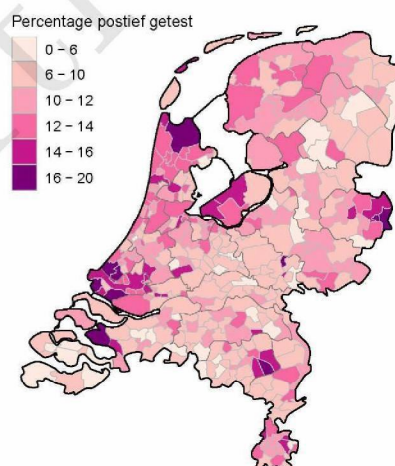 Percentage postief getest
0 – 6
6 – 10
10 – 12
12 – 14
14 – 16
16 – 20